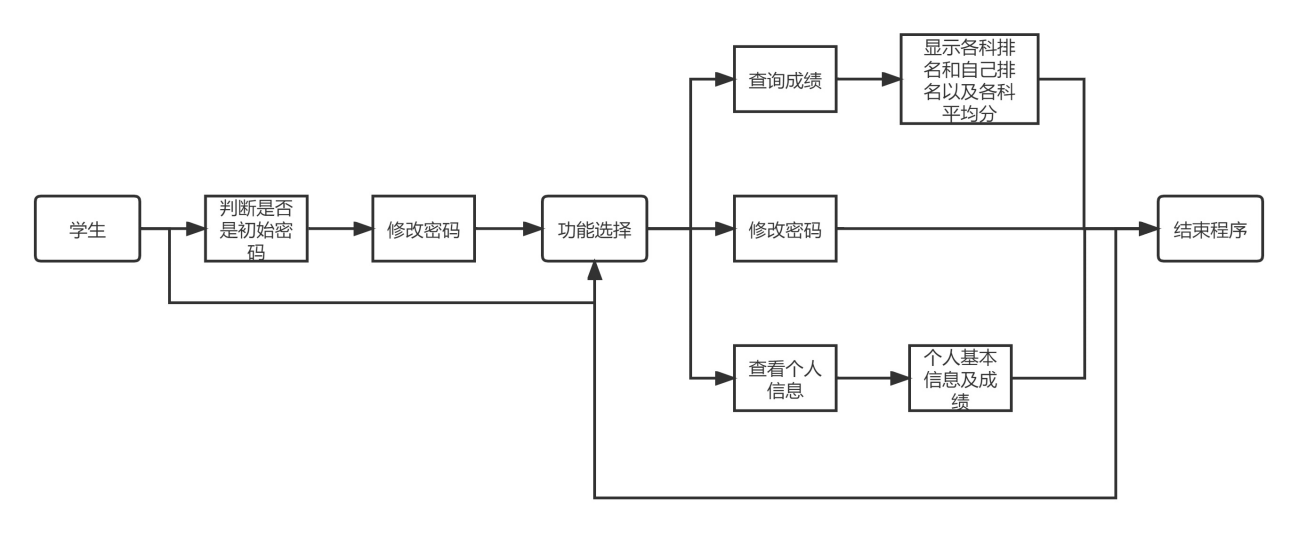 学生
判断是否
是初始密
码
修改密码
功能选择
查询成绩
显示各科排
名和自己排
名以及各科
平均分
修改密码
查看个人
信息
个人基本
信息及成
绩
结束程序